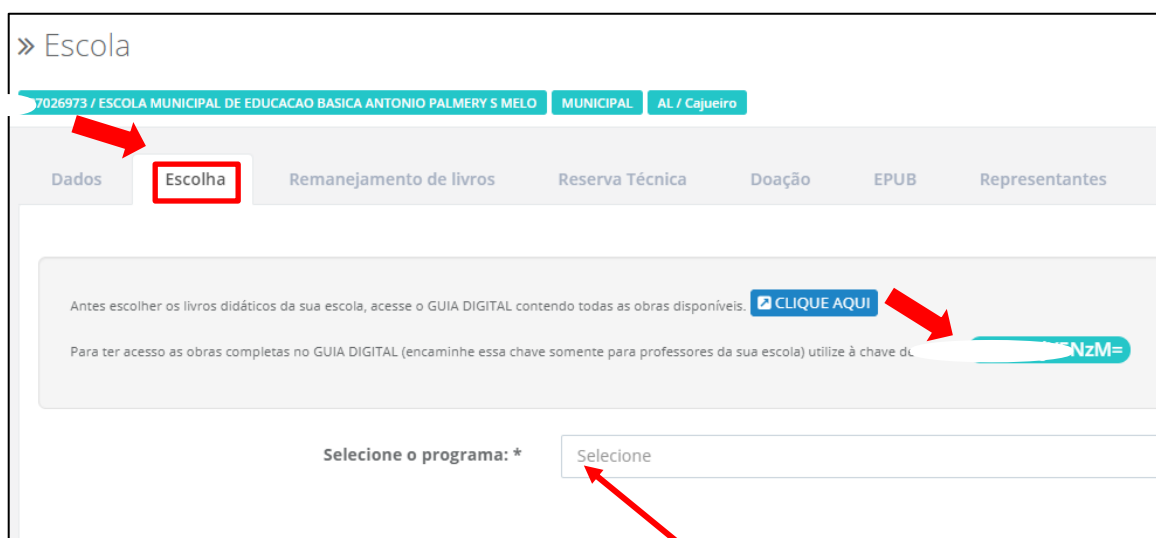 » Escola
7026973 / ESCOLA MUNICIPAL DE EDUCACAO BASICA ANTONIO PALMERY S MELO MUNICIPAL AL / Cajueiro
Dados Escolha Remanejamento de livros Reserva Técnica Doação EPUB Representantes
Antes escolher os livros didáticos da sua escola, acesse o GUIA DIGITAL contendo todas as obras disponíveis. CLIQUE AQUI
Para ter acesso as obras completas no GUIA DIGITAL (encaminhe essa chave somente para professores da sua escola) utilize à chave NzM=
Selecione o programa: * Selecione